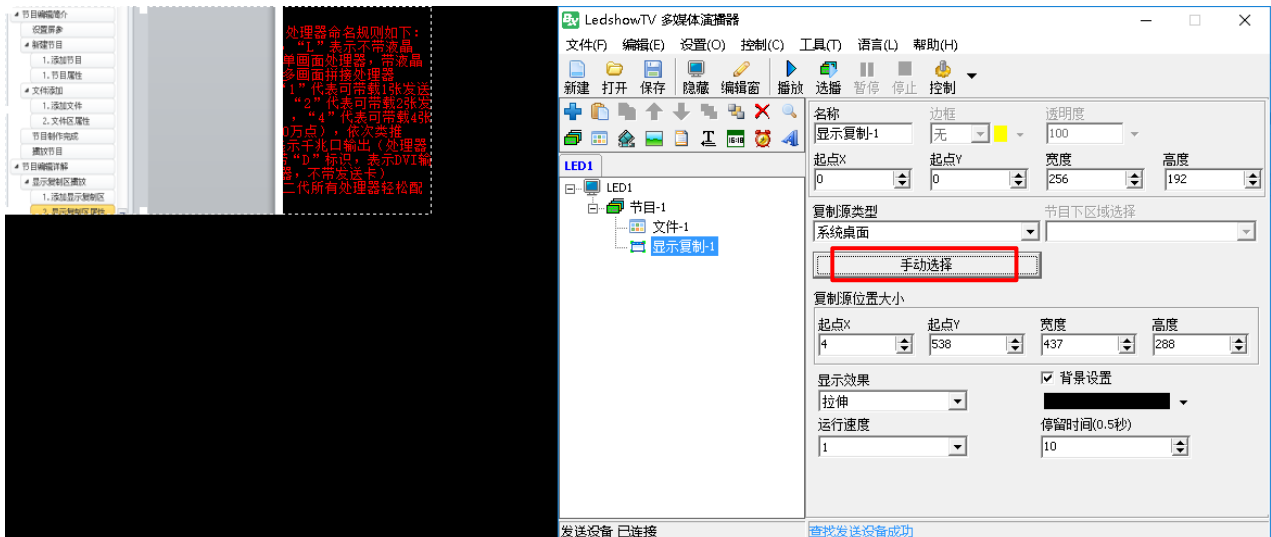 节目编辑简介
设置屏参
新建节目
1.添加节目
1.节目属性
文件添加
1.添加文件
2.文件区属性
节目制作完成
播放节目
节目编辑详解
显示复制区播放
1.添加显示复制区
2.显示复制区属性
处理器命名规则如下：
“L”表示不带液晶
单画面处理器，带液晶
多画面拼接处理器
“1”代表可带载1张发送
，“2”代表可带载2张发
，“4”代表可带载4张
0万点），依次类推
示千兆口输出（处理器
“D”标识，表示DVI输
器，不带发送卡）
二代所有处理器轻松配
LedshowTV 多媒体演播器
文件(F) 编辑(E) 设置(O) 控制(C) 工具(T) 语言(L) 帮助(H)
新建 打开 保存 隐藏 编辑窗 播放 选播 暂停 停止 控制
LED1
LED1
节目-1
文件-1
显示复制-1
名称 边框 透明度
显示复制-1 无 100
起点X 起点Y 宽度 高度
0 0 256 192
复制源类型 节目下区域选择
系统桌面
手动选择
复制源位置大小
起点X 起点Y 宽度 高度
4 538 437 288
显示效果 背景设置
拉伸
运行速度 停留时间(0.5秒)
1 10
发送设备 已连接 查找发送设备成功